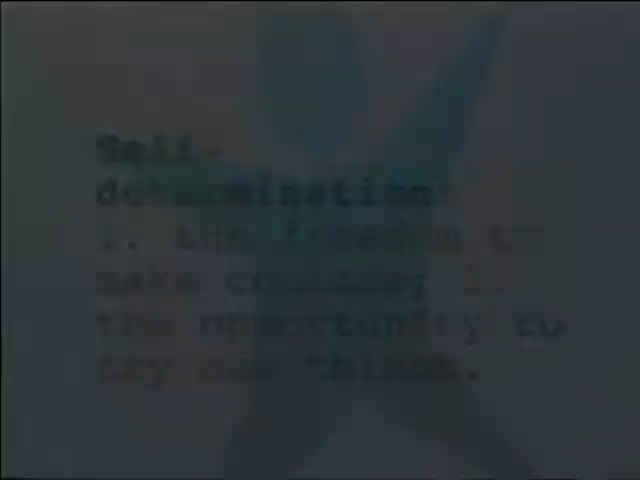 Self-
determination:
1. the freedom to
make choices; 2.
the opportunity to
try new things.